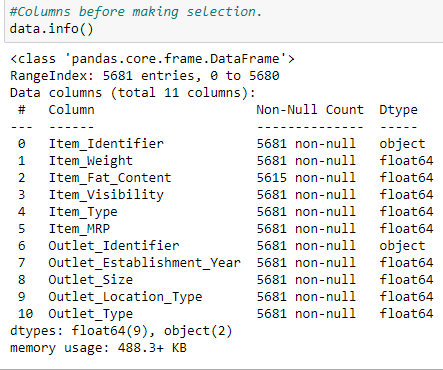 #Columns before making selection.
data.info()
<class 'pandas.core.frame.DataFrame'>
RangeIndex: 5681 entries, 0 to 5680
Data columns (total 11 columns):
 #   Column                     Non-Null Count  Dtype
---  ------                     --------------  -----
 0   Item_Identifier            5681 non-null   object
 1   Item_Weight                5681 non-null   float64
 2   Item_Fat_Content           5615 non-null   float64
 3   Item_Visibility            5681 non-null   float64
 4   Item_Type                  5681 non-null   float64
 5   Item_MRP                   5681 non-null   float64
 6   Outlet_Identifier          5681 non-null   object
 7   Outlet_Establishment_Year  5681 non-null   float64
 8   Outlet_Size                5681 non-null   float64
 9   Outlet_Location_Type       5681 non-null   float64
 10  Outlet_Type                5681 non-null   float64
dtypes: float64(9), object(2)
memory usage: 488.3+ KB